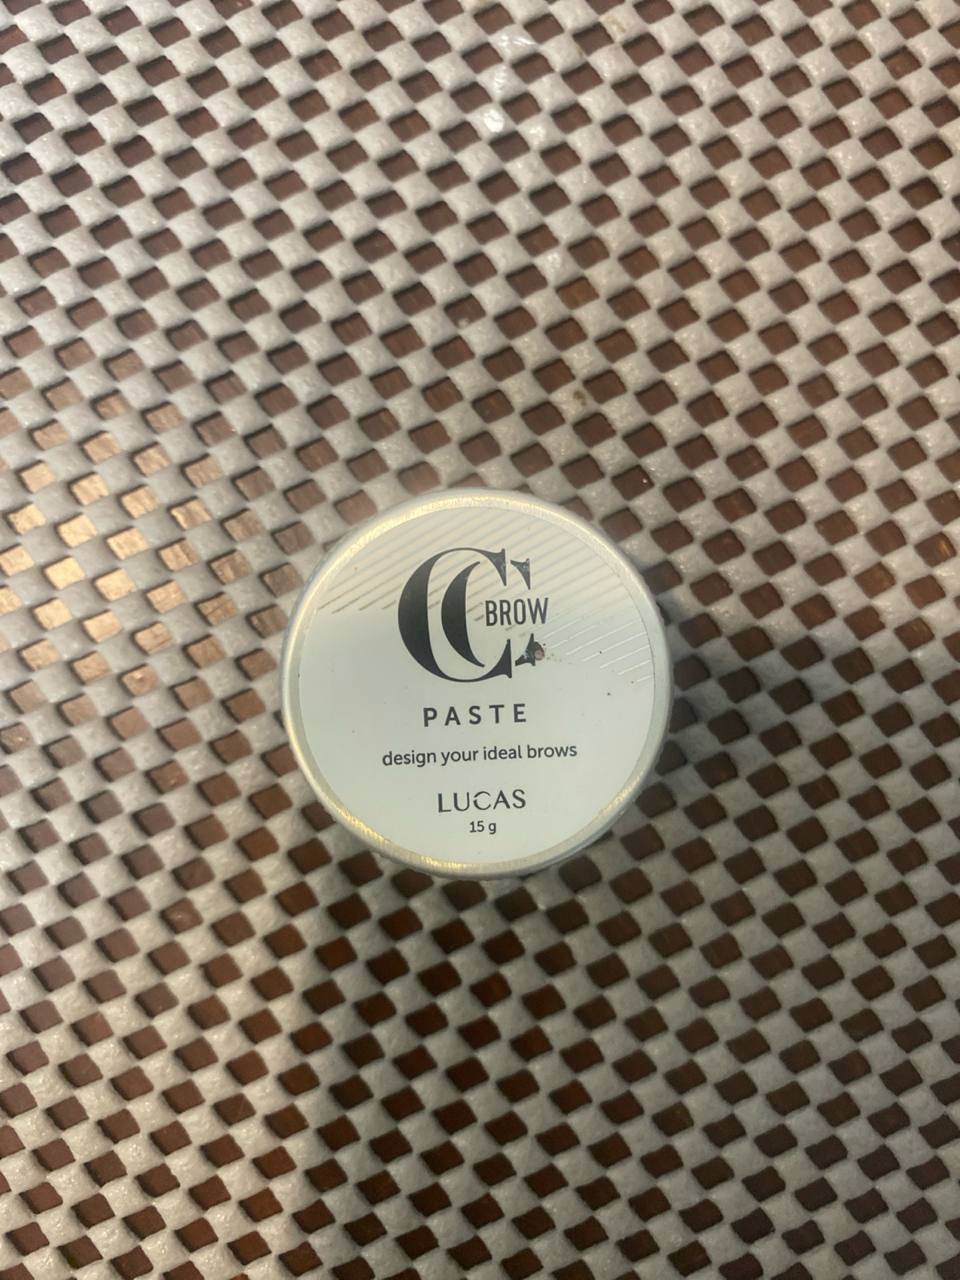 CC BROW
PASTE
design your ideal brows
LUCAS
15 g